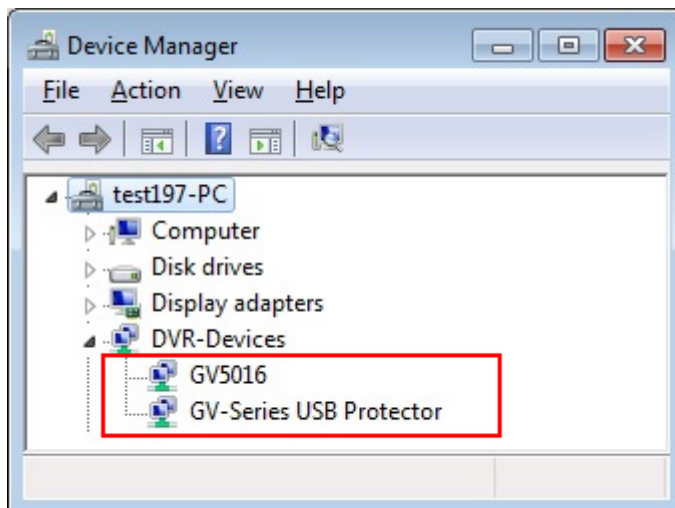 Device Manager
File Action View Help
test197-PC
Computer
Disk drives
Display adapters
DVR-Devices
GV5016
GV-Series USB Protector